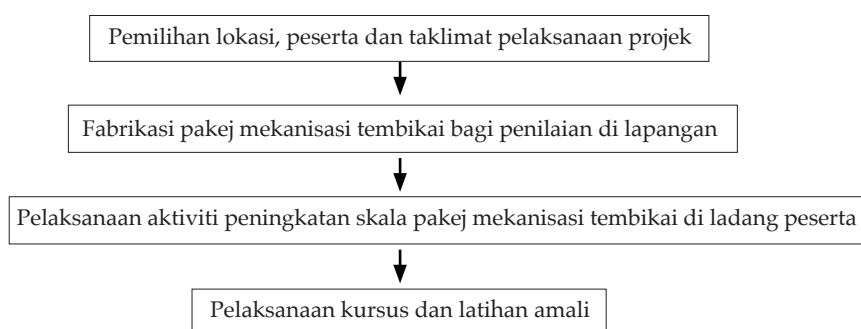 Pemilihan lokasi, peserta dan taklimat pelaksanaan projek
Fabrikasi pakej mekanisasi tembikai bagi penilaian di lapangan
Pelaksanaan aktiviti peningkatan skala pakej mekanisasi tembikai di ladang peserta
Pelaksanaan kursus dan latihan amali